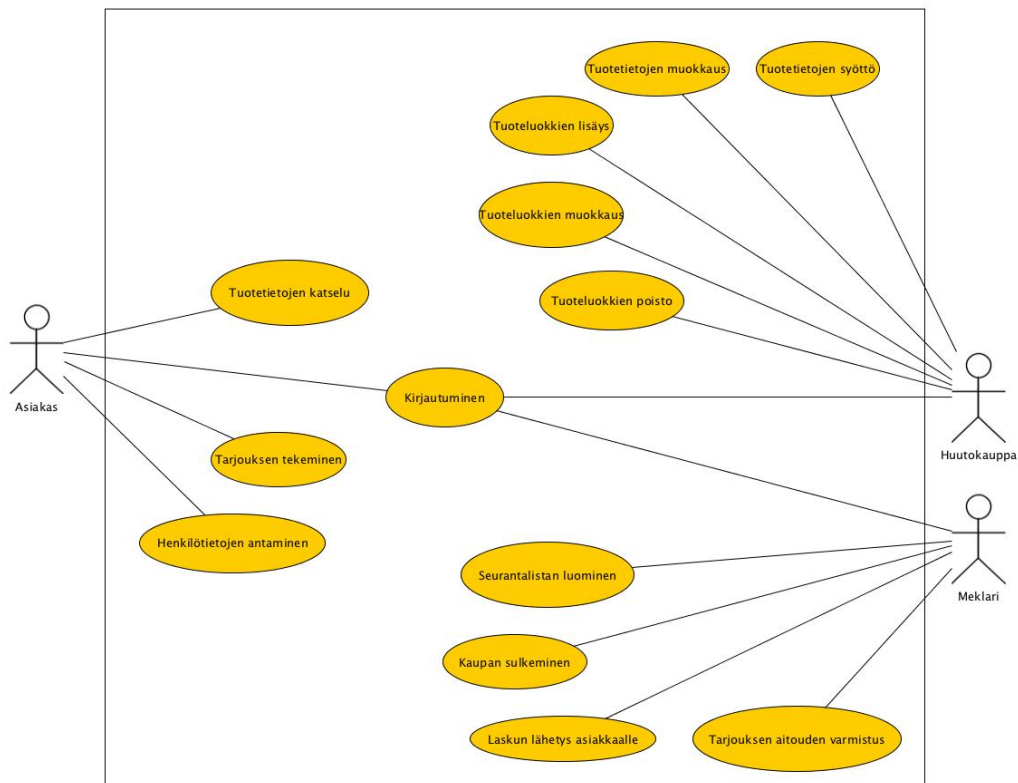 Tuotetietojen muokkaus
Tuotetietojen syöttö
Tuoteluokkien lisäys
Tuoteluokkien muokkaus
Tuotetietojen katselu
Tuoteluokkien poisto
Asiakas
Kirjautuminen
Huutokauppa
Tarjouksen tekeminen
Henkilötietojen antaminen
Seurantalistan luominen
Meklari
Kaupan sulkeminen
Laskun lähetys asiakkaalle
Tarjouksen aitouden varmistus